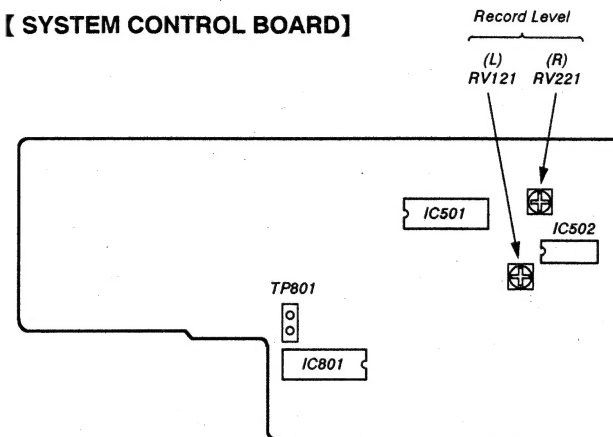 【 SYSTEM CONTROL BOARD】
Record Level
(L) (R)
RV121 RV221
IC501
IC502
TP801
IC801